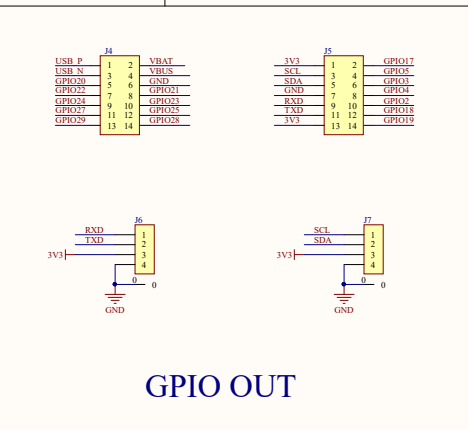 J4
USB_P 1 2 VBAT
USB_N 3 4 VBUS
GPIO20 5 6 GND
GPIO22 7 8 GPIO21
GPIO24 9 10 GPIO23
GPIO27 11 12 GPIO25
GPIO29 13 14 GPIO28
J5
3V3 1 2 GPIO17
SCL 3 4 GPIO5
SDA 5 6 GPIO3
GND 7 8 GPIO4
RXD 9 10 GPIO2
TXD 11 12 GPIO18
3V3 13 14 GPIO19
J6
RXD 1
TXD 2
3V3 3
4
0 0
GND
J7
SCL 1
SDA 2
3V3 3
4
0 0
GND
GPIO OUT